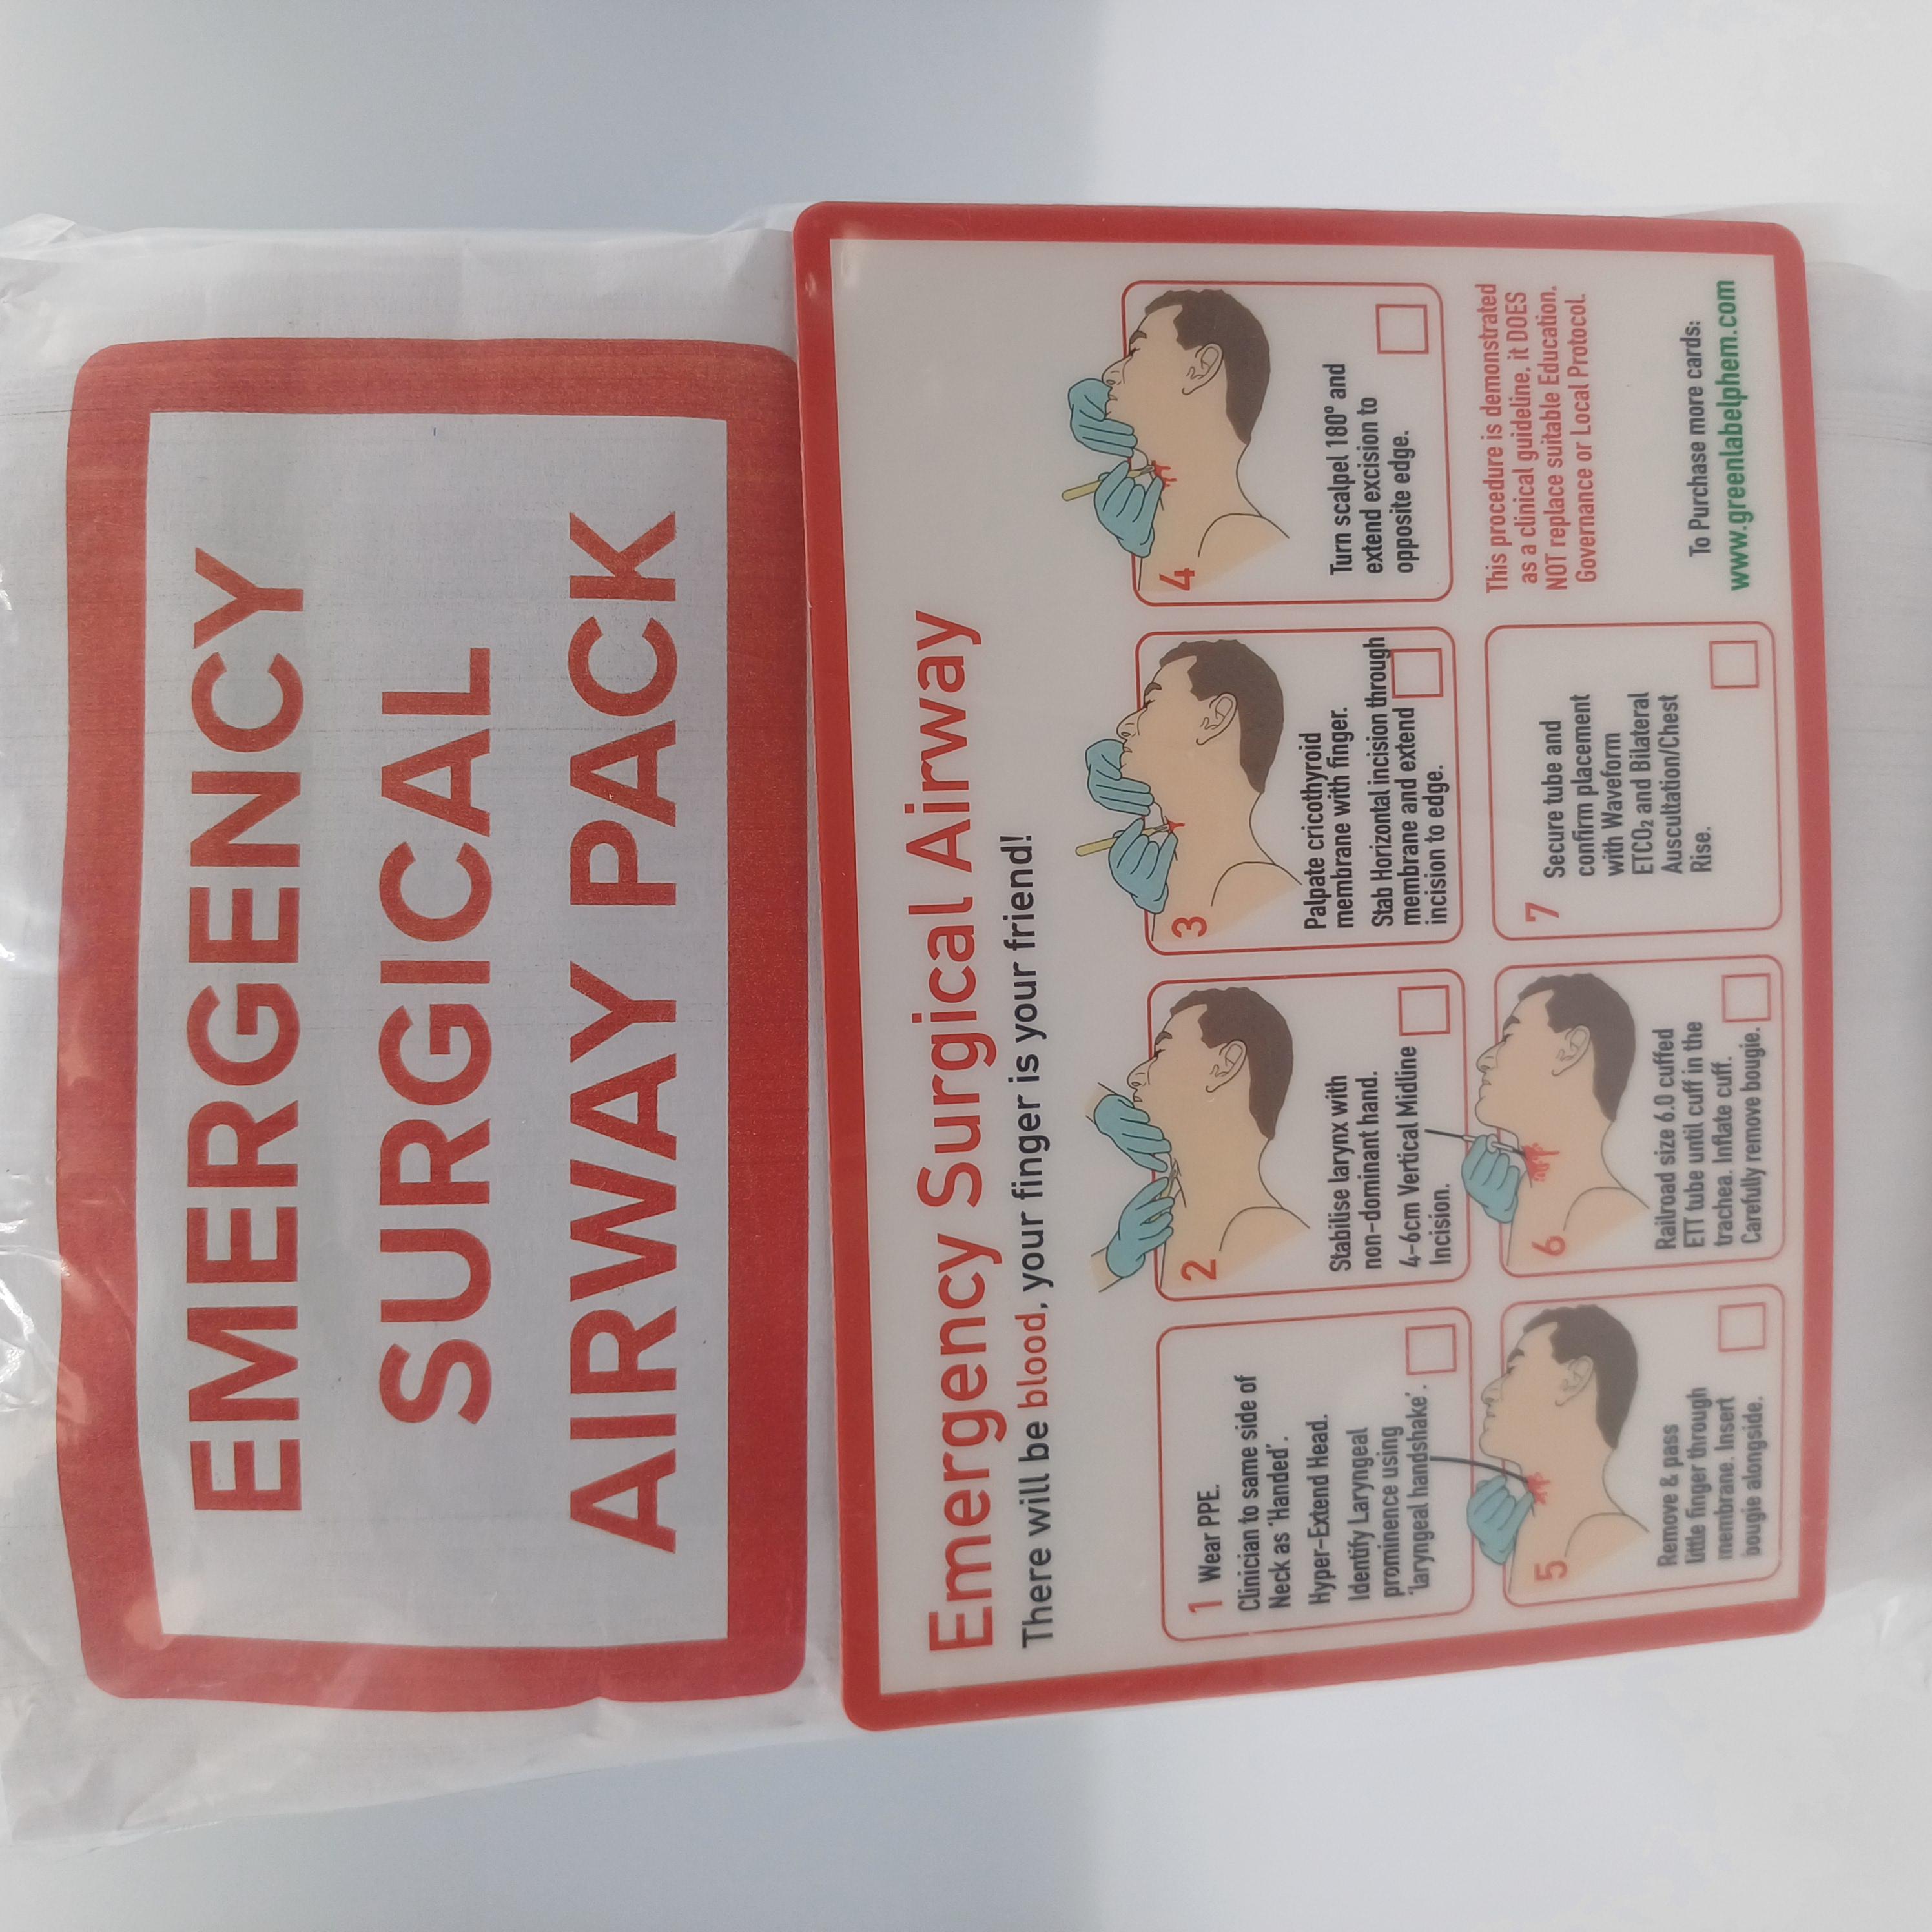 EMERGENCY
SURGICAL
AIRWAY PACK
Emergency Surgical Airway
There will be blood, your finger is your friend!
1 Wear PPE.
Clinician to same side of
Neck as 'Handed'.
Hyper-Extend Head.
Identify Laryngeal
prominence using
'laryngeal handshake'.
2
Stabilise larynx with
non-dominant hand.
4-6cm Vertical Midline
Incision.
3
Palpate cricothyroid
membrane with finger.
Stab Horizontal incision through
membrane and extend
incision to edge.
4
Turn scalpel 180º and
extend excision to
opposite edge.
5
Remove & pass
little finger through
membrane. Insert
bougie alongside.
6
Railroad size 6.0 cuffed
ETT tube until cuff in the
trachea. Inflate cuff.
Carefully remove bougie.
7
Secure tube and
confirm placement
with Waveform
ETCO₂ and Bilateral
Auscultation/Chest
Rise.
This procedure is demonstrated
as a clinical guideline, it DOES
NOT replace suitable Education,
Governance or Local Protocol.
To Purchase more cards:
www.greenlabelphem.com